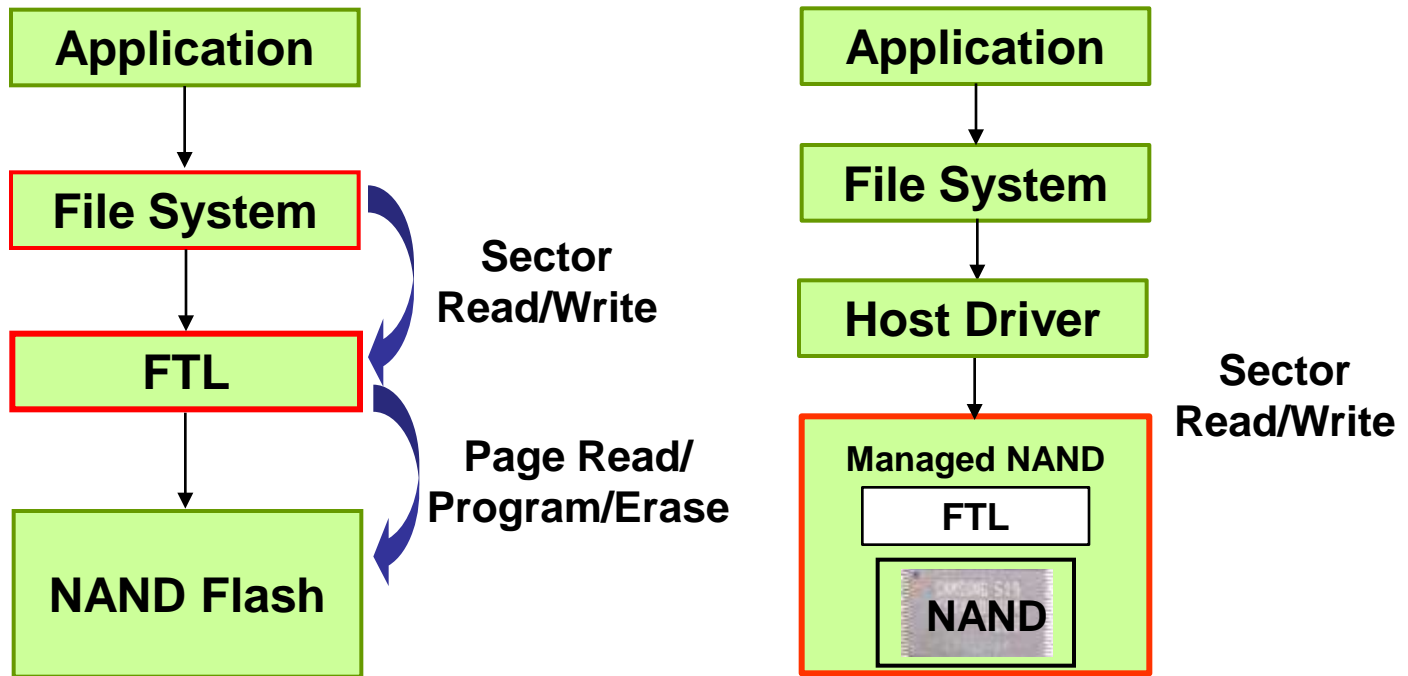 Application
File System
Sector
Read/Write
FTL
Page Read/
Program/Erase
NAND Flash
Application
File System
Host Driver
Sector
Read/Write
Managed NAND
FTL
NAND